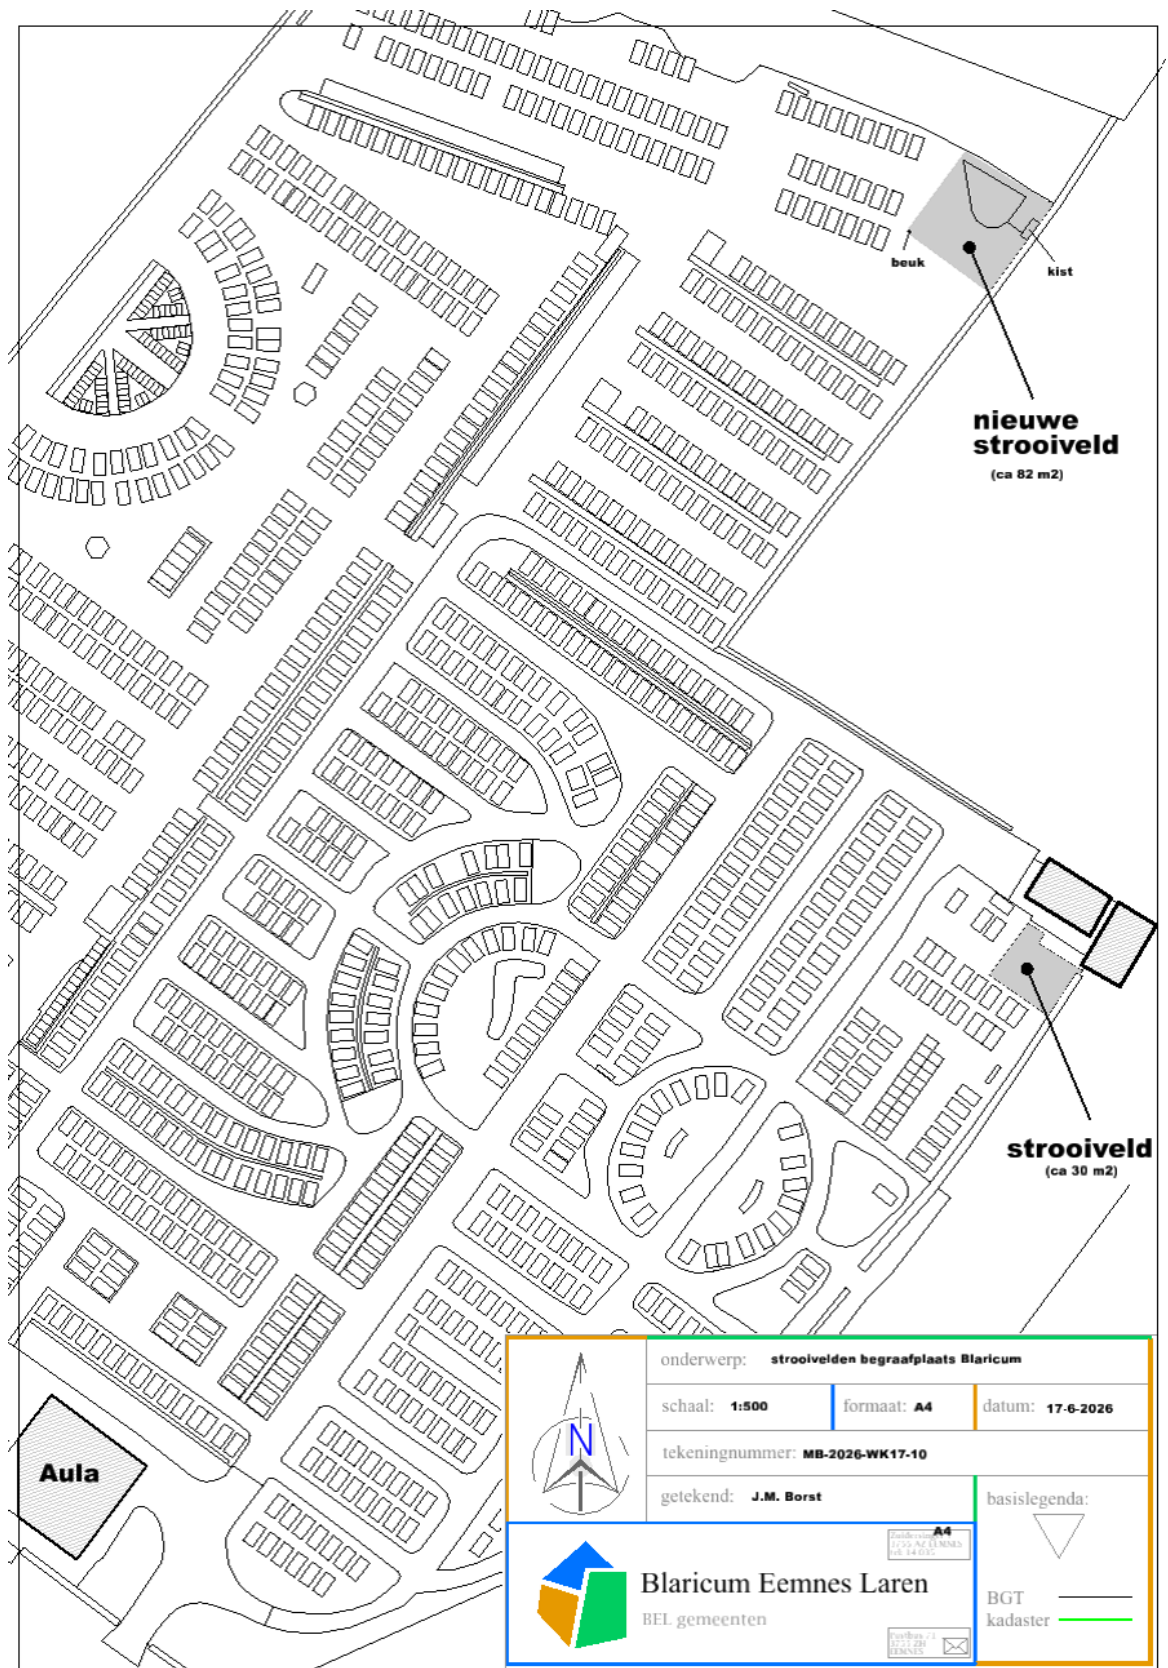 beuk
kist
nieuwe
strooiveld
(ca 82 m2)
strooiveld
(ca 30 m2)
Aula
onderwerp: strooivelden begraafplaats Blaricum
schaal: 1:500
formaat: A4
datum: 17-6-2026
tekeningnummer: MB-2026-WK17-10
getekend: J.M. Borst
basislegenda:
N
A4
Blaricum Eemnes Laren
BEL gemeenten
BGT
kadaster